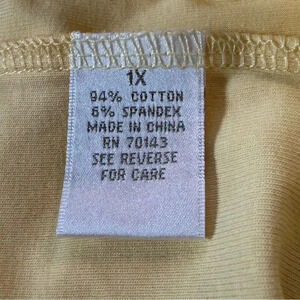 1X
94% COTTON
6% SPANDEX
MADE IN CHINA
RN 70143
SEE REVERSE
FOR CARE